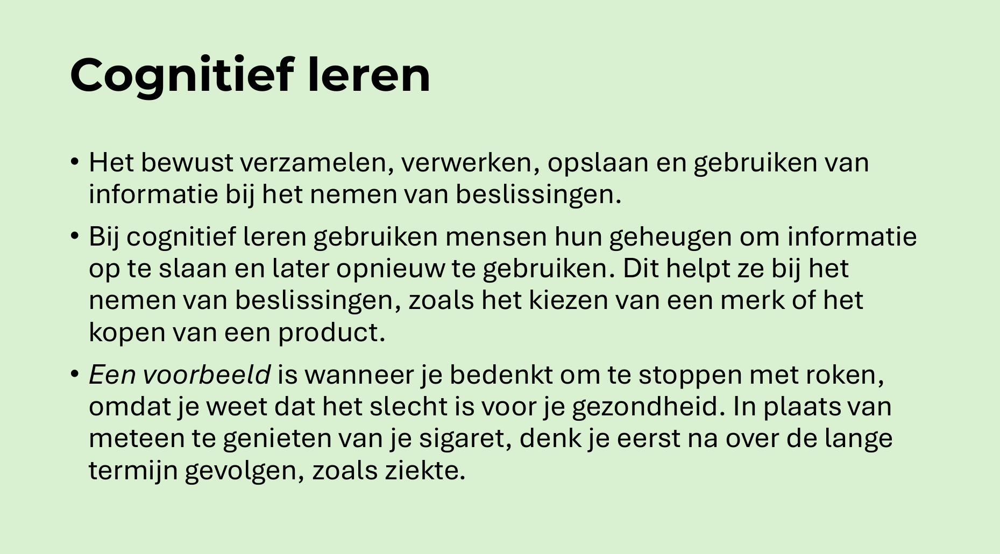 Cognitief leren
• Het bewust verzamelen, verwerken, opslaan en gebruiken van
informatie bij het nemen van beslissingen.
• Bij cognitief leren gebruiken mensen hun geheugen om informatie
op te slaan en later opnieuw te gebruiken. Dit helpt ze bij het
nemen van beslissingen, zoals het kiezen van een merk of het
kopen van een product.
• Een voorbeeld is wanneer je bedenkt om te stoppen met roken,
omdat je weet dat het slecht is voor je gezondheid. In plaats van
meteen te genieten van je sigaret, denk je eerst na over de lange
termijn gevolgen, zoals ziekte.